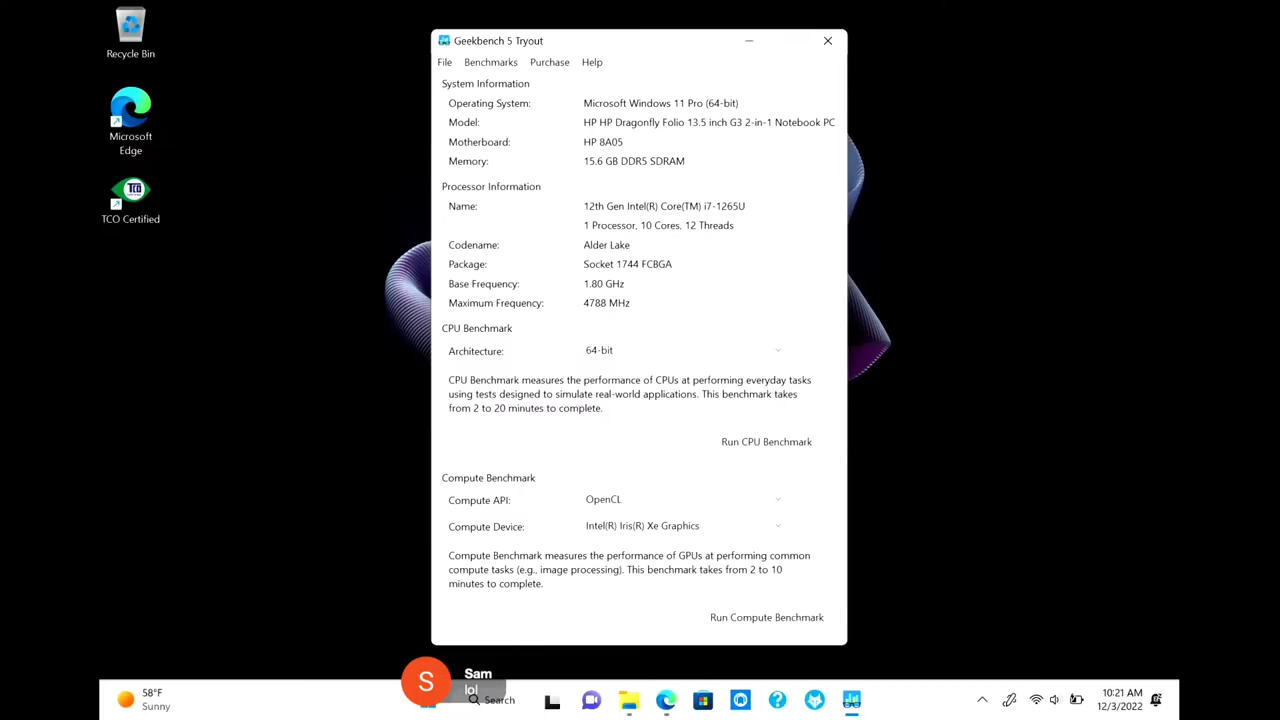 Recycle Bin
Microsoft
Edge
TCO
TCO Certified
Geekbench 5 Tryout
File Benchmarks Purchase Help
System Information
Operating System: Microsoft Windows 11 Pro (64-bit)
Model: HP HP Dragonfly Folio 13.5 inch G3 2-in-1 Notebook PC
Motherboard: HP 8A05
Memory: 15.6 GB DDR5 SDRAM
Processor Information
Name: 12th Gen Intel(R) Core(TM) i7-1265U
1 Processor, 10 Cores, 12 Threads
Codename: Alder Lake
Package: Socket 1744 FCBGA
Base Frequency: 1.80 GHz
Maximum Frequency: 4788 MHz
CPU Benchmark
Architecture: 64-bit
CPU Benchmark measures the performance of CPUs at performing everyday tasks
using tests designed to simulate real-world applications. This benchmark takes
from 2 to 20 minutes to complete.
Run CPU Benchmark
Compute Benchmark
Compute API: OpenCL
Compute Device: Intel(R) Iris(R) Xe Graphics
Compute Benchmark measures the performance of GPUs at performing common
compute tasks (e.g., image processing). This benchmark takes from 2 to 10
minutes to complete.
Run Compute Benchmark
S
Sam
lol
58°F
Sunny
Search
10:21 AM
12/3/2022